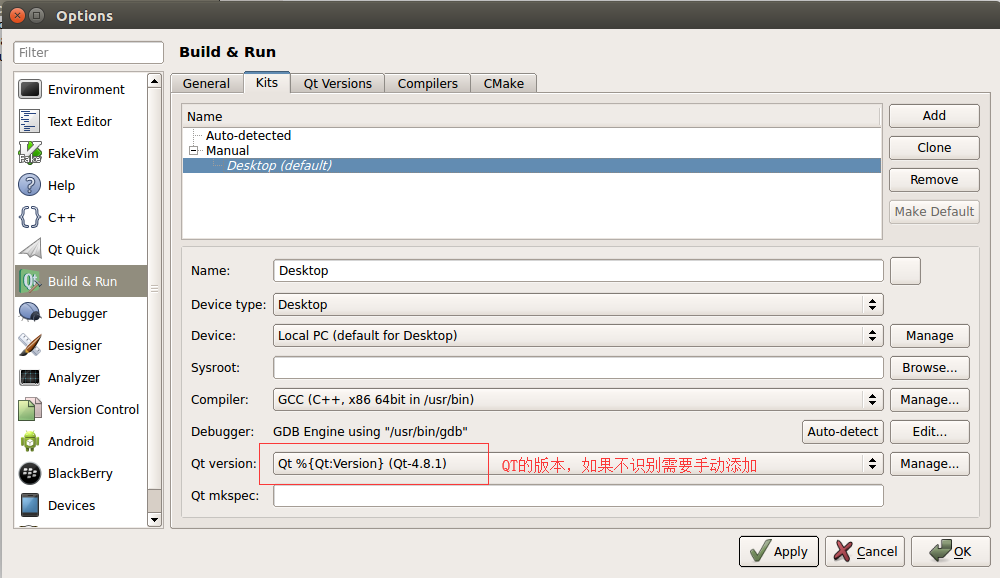 Options
Filter
Build & Run
Environment
Text Editor
FakeVim
Help
C++
Qt Quick
Build & Run
Debugger
Designer
Analyzer
Version Control
Android
BlackBerry
Devices
General Kits Qt Versions Compilers CMake
Name
Auto-detected
Manual
Desktop (default)
Add
Clone
Remove
Make Default
Name: Desktop
Device type: Desktop
Device: Local PC (default for Desktop) Manage
Sysroot: Browse...
Compiler: GCC (C++, x86 64bit in /usr/bin) Manage...
Debugger: GDB Engine using "/usr/bin/gdb" Auto-detect Edit...
Qt version: Qt %{Qt:Version} (Qt-4.8.1) QT的版本，如果不识别需要手动添加 Manage...
Qt mkspec:
Apply Cancel OK